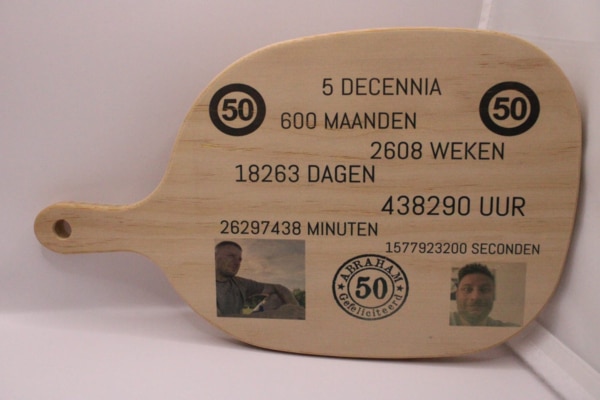 5 DECENNIA
50
50
600 MAANDEN
2608 WEKEN
18263 DAGEN
438290 UUR
26297438 MINUTEN
1577923200 SECONDEN
ABRAHAM
50
Gefeliciteerd